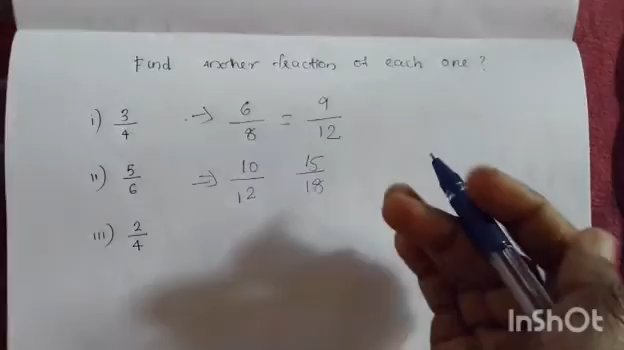 Find another fraction of each one ?
i) 3/4 → 6/8 = 9/12
ii) 5/6 ⇒ 10/12 15/18
iii) 2/4
InShOt